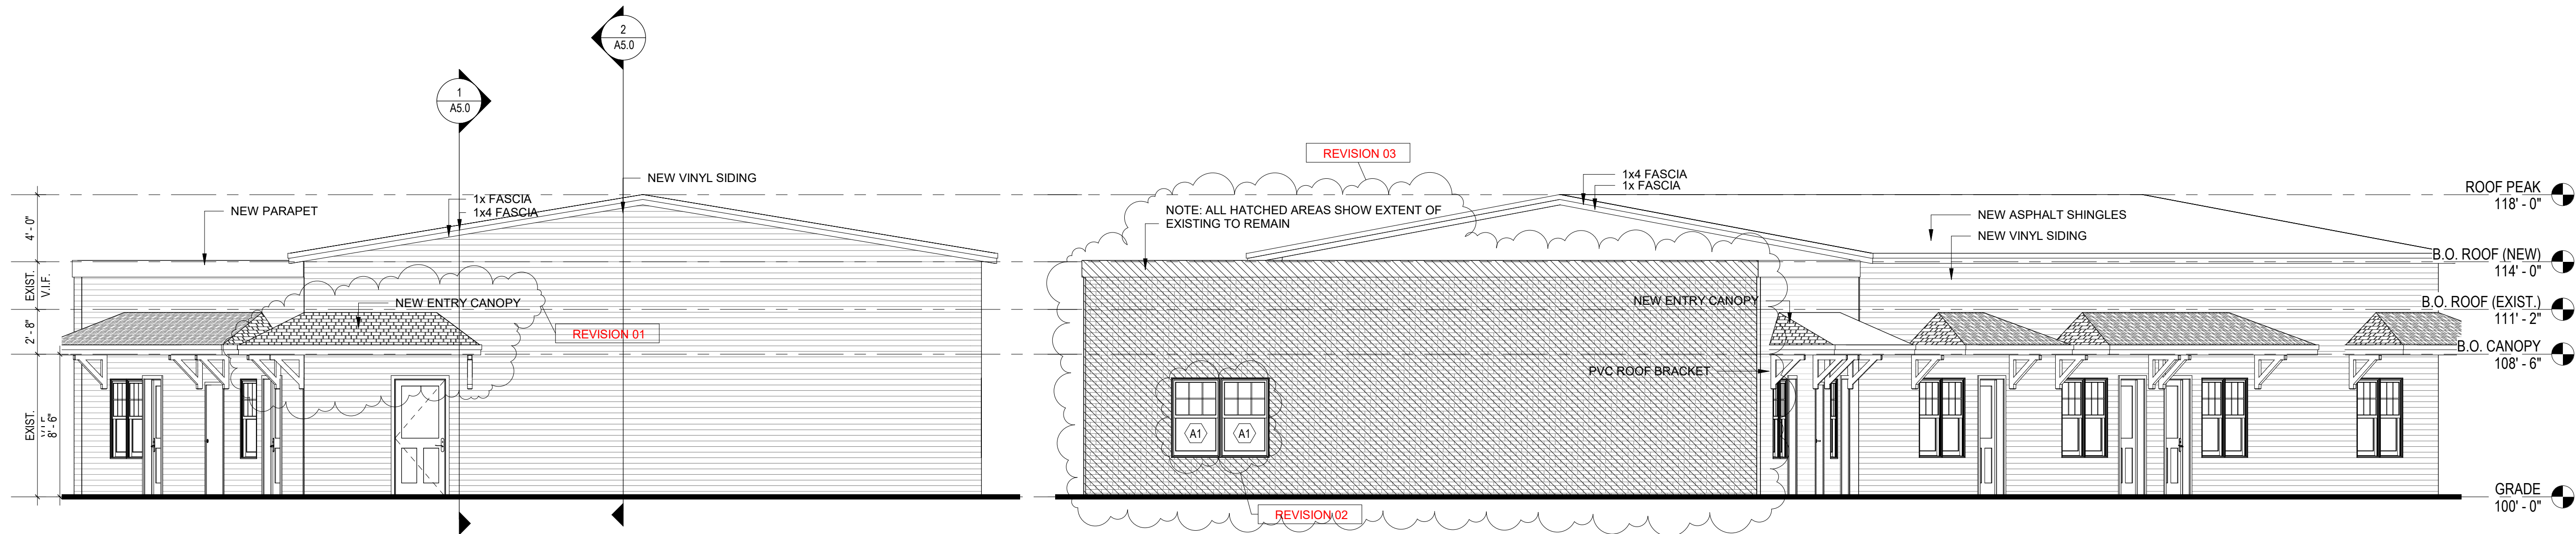 2
A5.0
1
A5.0
NEW VINYL SIDING
1x FASCIA
1x4 FASCIA
NEW PARAPET
NEW ENTRY CANOPY
REVISION 01
4' - 0"
EXIST.
V.I.F.
2' - 8"
EXIST.
V.I.F.
8' - 6"
REVISION 03
NOTE: ALL HATCHED AREAS SHOW EXTENT OF
EXISTING TO REMAIN
1x4 FASCIA
1x FASCIA
NEW ASPHALT SHINGLES
NEW VINYL SIDING
NEW ENTRY CANOPY
PVC ROOF BRACKET
A1
A1
REVISION 02
ROOF PEAK
118' - 0"
B.O. ROOF (NEW)
114' - 0"
B.O. ROOF (EXIST.)
111' - 2"
B.O. CANOPY
108' - 6"
GRADE
100' - 0"